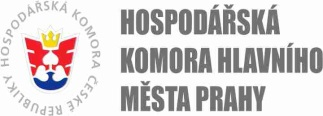 HOSPODÁŘSKÁ KOMORA ČESKÉ REPUBLIKY
HOSPODÁŘSKÁ
KOMORA HLAVNÍHO
MĚSTA PRAHY